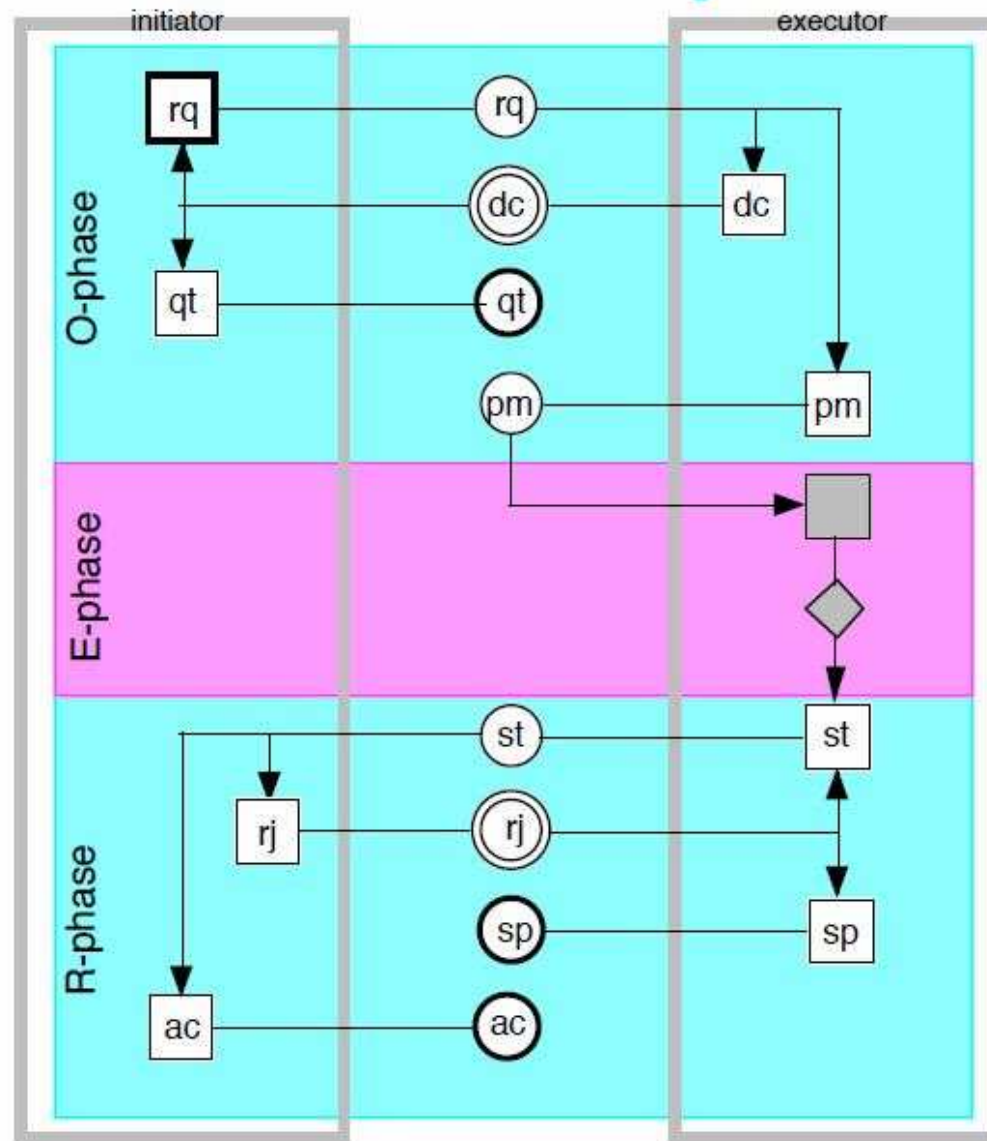 initiator
executor
rq
rq
dc
dc
O-phase
qt
qt
pm
pm
E-phase
st
st
rj
rj
R-phase
sp
sp
ac
ac